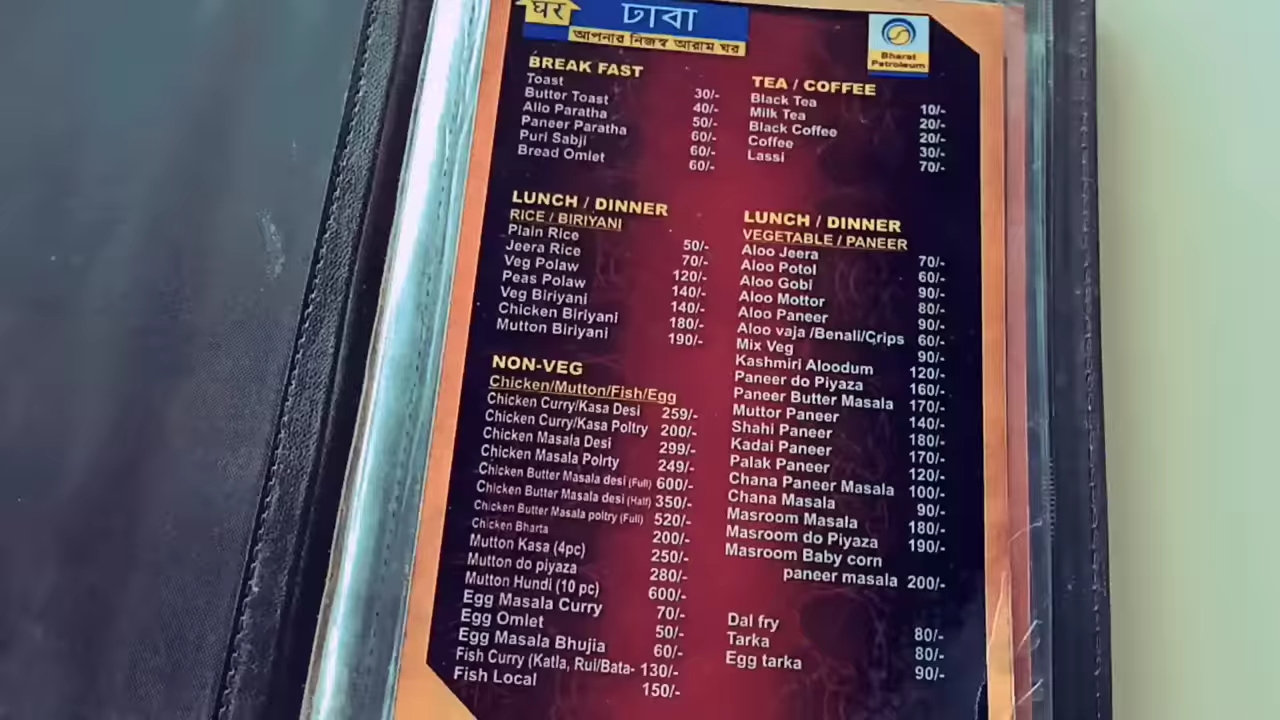 ঘর ঢাবা
আপনার নিজস্ব আরাম ঘর
Bharat
Petroleum
BREAK FAST
Toast 30/-
Butter Toast 40/-
Allo Paratha 50/-
Paneer Paratha 60/-
Puri Sabji 60/-
Bread Omlet 60/-
TEA / COFFEE
Black Tea 10/-
Milk Tea 20/-
Black Coffee 20/-
Coffee 30/-
Lassi 70/-
LUNCH / DINNER
RICE / BIRIYANI
Plain Rice 50/-
Jeera Rice 70/-
Veg Polaw 120/-
Peas Polaw 140/-
Veg Biriyani 140/-
Chicken Biriyani 180/-
Mutton Biriyani 190/-
NON-VEG
Chicken/Mutton/Fish/Egg
Chicken Curry/Kasa Desi 259/-
Chicken Curry/Kasa Poltry 200/-
Chicken Masala Desi 299/-
Chicken Masala Polrty 249/-
Chicken Butter Masala desi (Full) 600/-
Chicken Butter Masala desi (Half) 350/-
Chicken Butter Masala poltry (Full) 520/-
Chicken Bharta 200/-
Mutton Kasa (4pc) 250/-
Mutton do piyaza 280/-
Mutton Hundi (10 pc) 600/-
Egg Masala Curry 70/-
Egg Omlet 50/-
Egg Masala Bhujia 60/-
Fish Curry (Katla, Rui/Bata- 130/-
Fish Local 150/-
LUNCH / DINNER
VEGETABLE / PANEER
Aloo Jeera 70/-
Aloo Potol 60/-
Aloo Gobi 90/-
Aloo Mottor 80/-
Aloo Paneer 90/-
Aloo vaja /Benali/Crips 60/-
Mix Veg 90/-
Kashmiri Aloodum 120/-
Paneer do Piyaza 160/-
Paneer Butter Masala 170/-
Muttor Paneer 140/-
Shahi Paneer 180/-
Kadai Paneer 170/-
Palak Paneer 120/-
Chana Paneer Masala 100/-
Chana Masala 90/-
Masroom Masala 180/-
Masroom do Piyaza 190/-
Masroom Baby corn
paneer masala 200/-
Dal fry 80/-
Tarka 80/-
Egg tarka 90/-